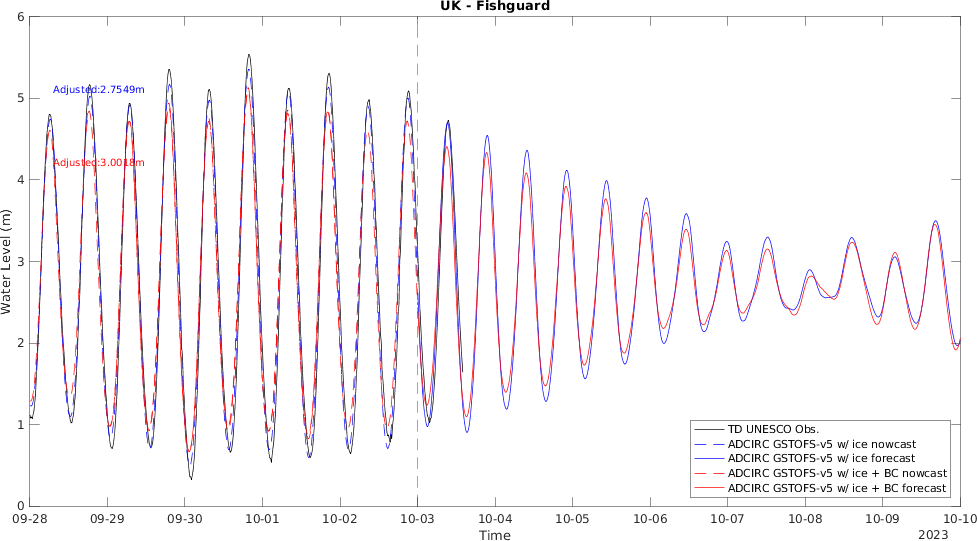 UK - Fishguard
6
5
4
3
2
1
0
Water Level (m)
Adjusted:2.7549m
Adjusted:3.0018m
TD UNESCO Obs.
ADCIRC GSTOFS-v5 w/ ice nowcast
ADCIRC GSTOFS-v5 w/ ice forecast
ADCIRC GSTOFS-v5 w/ ice + BC nowcast
ADCIRC GSTOFS-v5 w/ ice + BC forecast
09-28 09-29 09-30 10-01 10-02 10-03 10-04 10-05 10-06 10-07 10-08 10-09 10-10
Time
2023